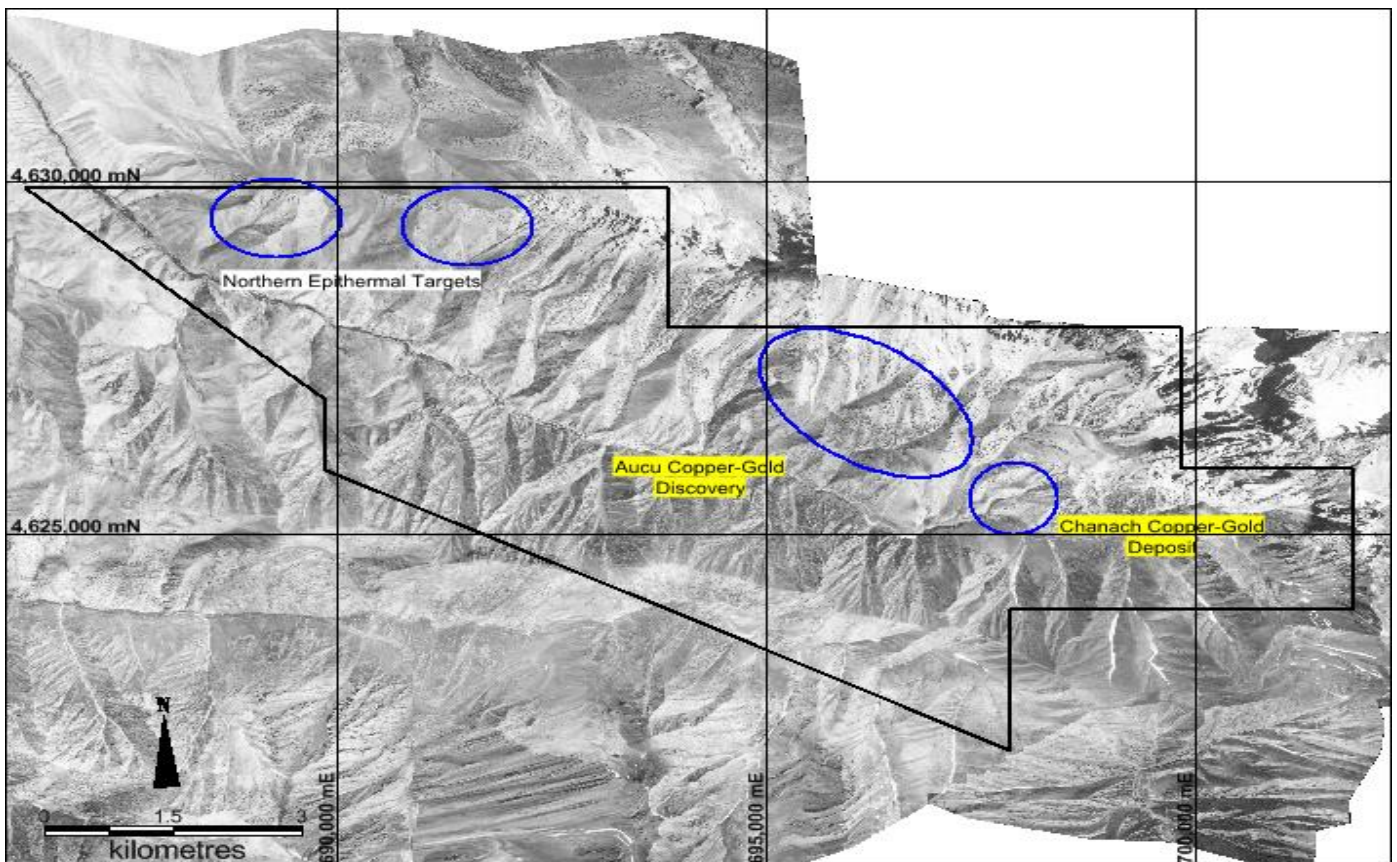 4,630,000 mN
Northern Epithermal Targets
Aucu Copper-Gold
Discovery
4,625,000 mN
Chanach Copper-Gold
Deposit
N
0 1.5 3
kilometres
690,000 mE
695,000 mE
700,000 mE